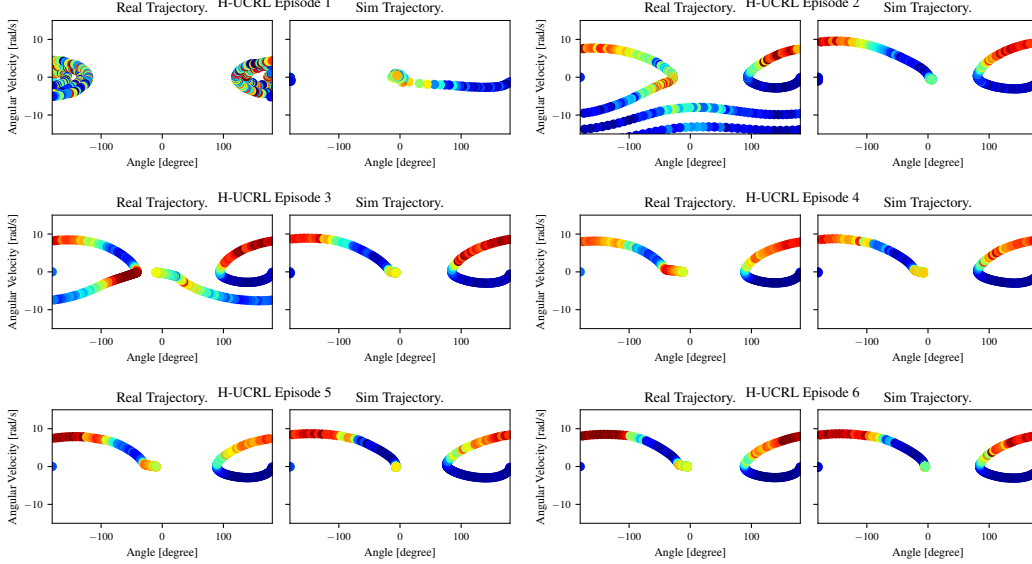 H-UCRL Episode 1
Real Trajectory.
Sim Trajectory.
Angular Velocity [rad/s]
10
0
−10
−100
0
100
0
100
Angle [degree]
Angle [degree]
H-UCRL Episode 2
Real Trajectory.
Sim Trajectory.
Angular Velocity [rad/s]
10
0
−10
−100
0
100
−100
0
100
Angle [degree]
Angle [degree]
H-UCRL Episode 3
Real Trajectory.
Sim Trajectory.
Angular Velocity [rad/s]
10
0
−10
−100
0
100
−100
0
100
Angle [degree]
Angle [degree]
H-UCRL Episode 4
Real Trajectory.
Sim Trajectory.
Angular Velocity [rad/s]
10
0
−10
−100
0
100
−100
0
100
Angle [degree]
Angle [degree]
H-UCRL Episode 5
Real Trajectory.
Sim Trajectory.
Angular Velocity [rad/s]
10
0
−10
−100
0
100
−100
0
100
Angle [degree]
Angle [degree]
H-UCRL Episode 6
Real Trajectory.
Sim Trajectory.
Angular Velocity [rad/s]
10
0
−10
−100
0
100
−100
0
100
Angle [degree]
Angle [degree]